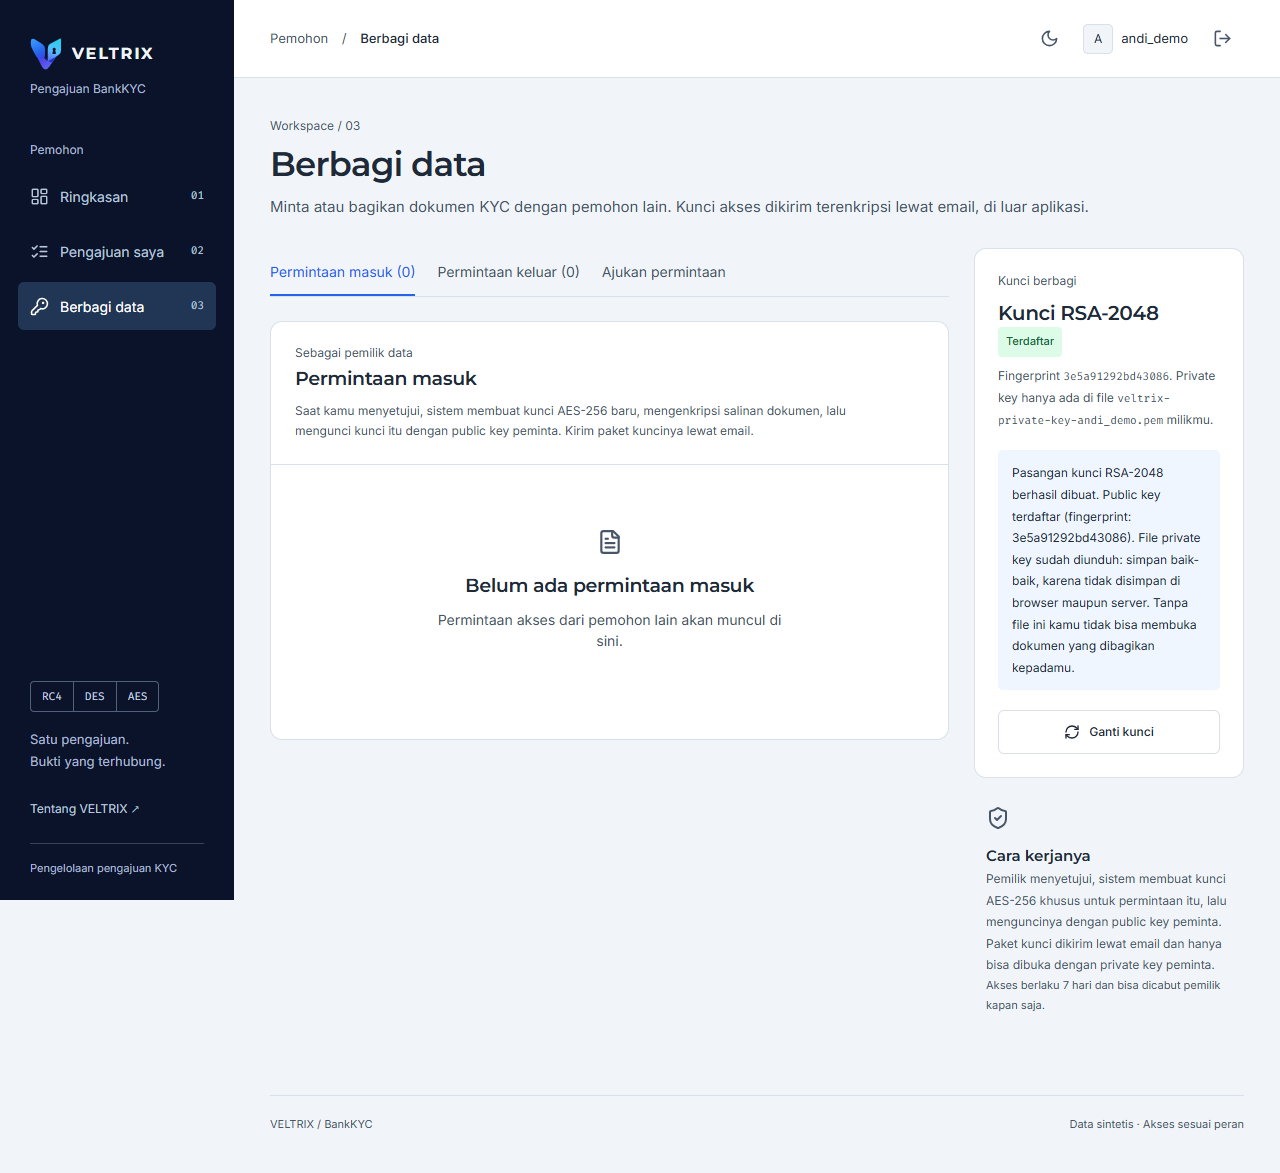 VELTRIX
Pengajuan BankKYC
Pemohon
Ringkasan 01
Pengajuan saya 02
Berbagi data 03
RC4 DES AES
Satu pengajuan.
Bukti yang terhubung.
Tentang VELTRIX ↗
Pengelolaan pengajuan KYC
Pemohon / Berbagi data
A andi_demo
Workspace / 03
Berbagi data
Minta atau bagikan dokumen KYC dengan pemohon lain. Kunci akses dikirim terenkripsi lewat email, di luar aplikasi.
Permintaan masuk (0) Permintaan keluar (0) Ajukan permintaan
Sebagai pemilik data
Permintaan masuk
Saat kamu menyetujui, sistem membuat kunci AES-256 baru, mengenkripsi salinan dokumen, lalu
mengunci kunci itu dengan public key peminta. Kirim paket kuncinya lewat email.
Belum ada permintaan masuk
Permintaan akses dari pemohon lain akan muncul di
sini.
Kunci berbagi
Kunci RSA-2048
Terdaftar
Fingerprint 3e5a91292bd43086. Private
key hanya ada di file veltrix-
private-key-andi_demo.pem milikmu.
Pasangan kunci RSA-2048
berhasil dibuat. Public key
terdaftar (fingerprint:
3e5a91292bd43086). File private
key sudah diunduh: simpan baik-
baik, karena tidak disimpan di
browser maupun server. Tanpa
file ini kamu tidak bisa membuka
dokumen yang dibagikan
kepadamu.
Ganti kunci
Cara kerjanya
Pemilik menyetujui, sistem membuat kunci
AES-256 khusus untuk permintaan itu, lalu
menguncinya dengan public key peminta.
Paket kunci dikirim lewat email dan hanya
bisa dibuka dengan private key peminta.
Akses berlaku 7 hari dan bisa dicabut pemilik
kapan saja.
VELTRIX / BankKYC
Data sintetis · Akses sesuai peran